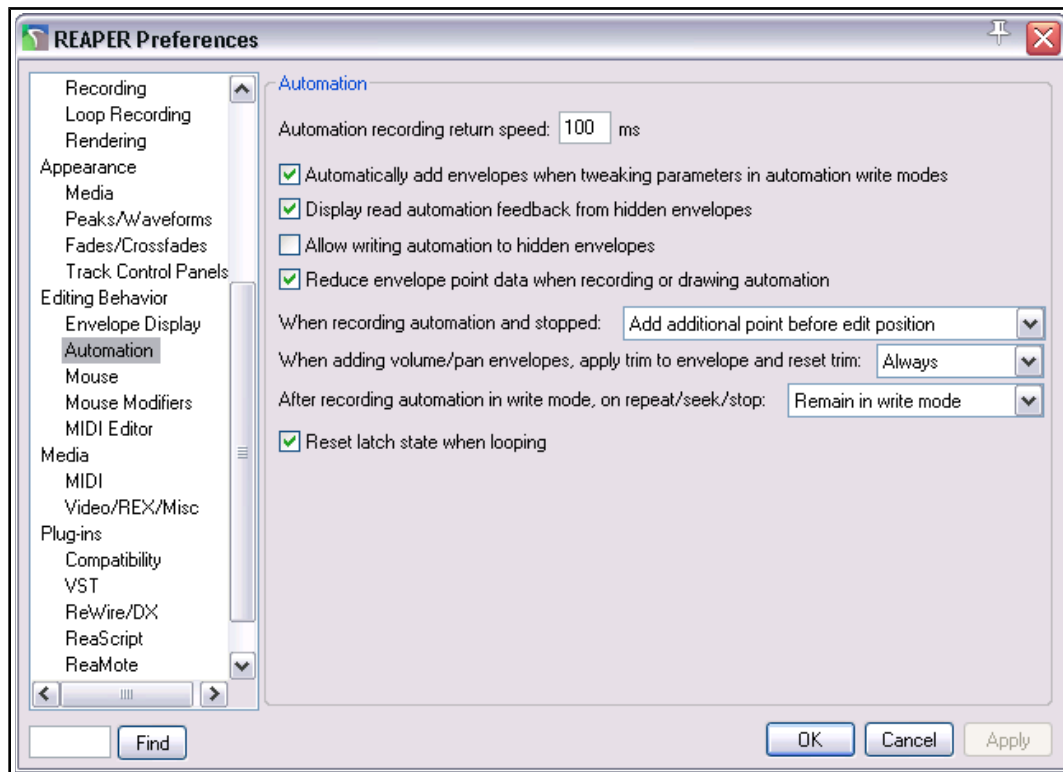 REAPER Preferences
Recording
Loop Recording
Rendering
Appearance
Media
Peaks/Waveforms
Fades/Crossfades
Track Control Panels
Editing Behavior
Envelope Display
Automation
Mouse
Mouse Modifiers
MIDI Editor
Media
MIDI
Video/REX/Misc
Plug-ins
Compatibility
VST
ReWire/DX
ReaScript
ReaMote
Find
Automation
Automation recording return speed: 100 ms
Automatically add envelopes when tweaking parameters in automation write modes
Display read automation feedback from hidden envelopes
Allow writing automation to hidden envelopes
Reduce envelope point data when recording or drawing automation
When recording automation and stopped: Add additional point before edit position
When adding volume/pan envelopes, apply trim to envelope and reset trim: Always
After recording automation in write mode, on repeat/seek/stop: Remain in write mode
Reset latch state when looping
OK Cancel Apply